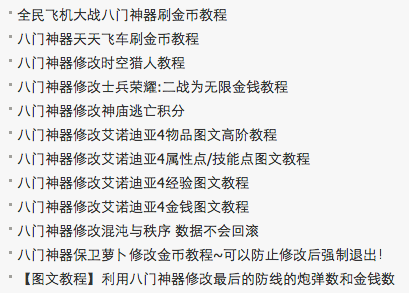 全民飞机大战八门神器刷金币教程
八门神器天天飞车刷金币教程
八门神器修改时空猎人教程
八门神器修改士兵荣耀:二战为无限金钱教程
八门神器修改神庙逃亡积分
八门神器修改艾诺迪亚4物品图文高阶教程
八门神器修改艾诺迪亚4属性点/技能点图文教程
八门神器修改艾诺迪亚4经验图文教程
八门神器修改艾诺迪亚4金钱图文教程
八门神器修改混沌与秩序 数据不会回滚
八门神器保卫萝卜修改金币教程~可以防止修改后强制退出!
【图文教程】利用八门神器修改最后的防线的炮弹数和金钱数